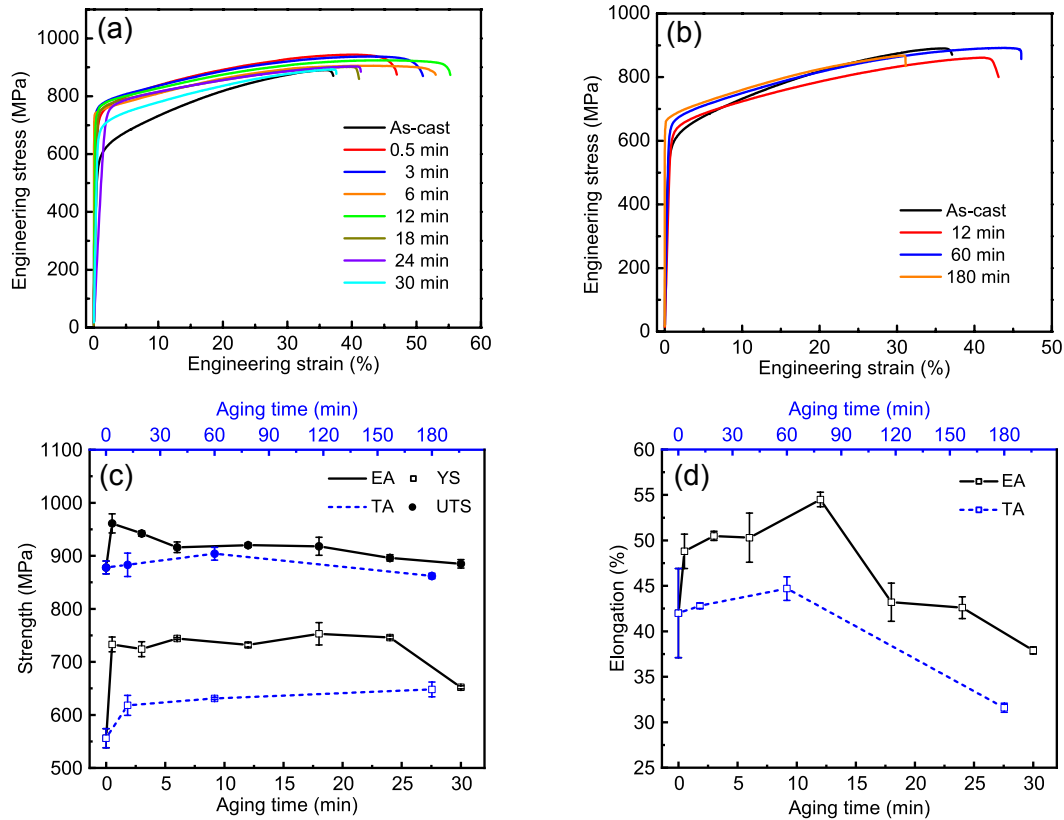 (a)
Engineering stress (MPa)
1000
800
600
400
200
0
As-cast
0.5 min
3 min
6 min
12 min
18 min
24 min
30 min
0 10 20 30 40 50 60
Engineering strain (%)
(b)
Engineering stress (MPa)
1000
800
600
400
200
0
As-cast
12 min
60 min
180 min
0 10 20 30 40 50
Engineering strain (%)
Aging time (min)
0 30 60 90 120 150 180
(c)
Strength (MPa)
1100
1000
900
800
700
600
500
EA YS
TA UTS
0 5 10 15 20 25 30
Aging time (min)
Aging time (min)
0 30 60 90 120 150 180
(d)
Elongation (%)
60
55
50
45
40
35
30
25
EA
TA
0 5 10 15 20 25 30
Aging time (min)